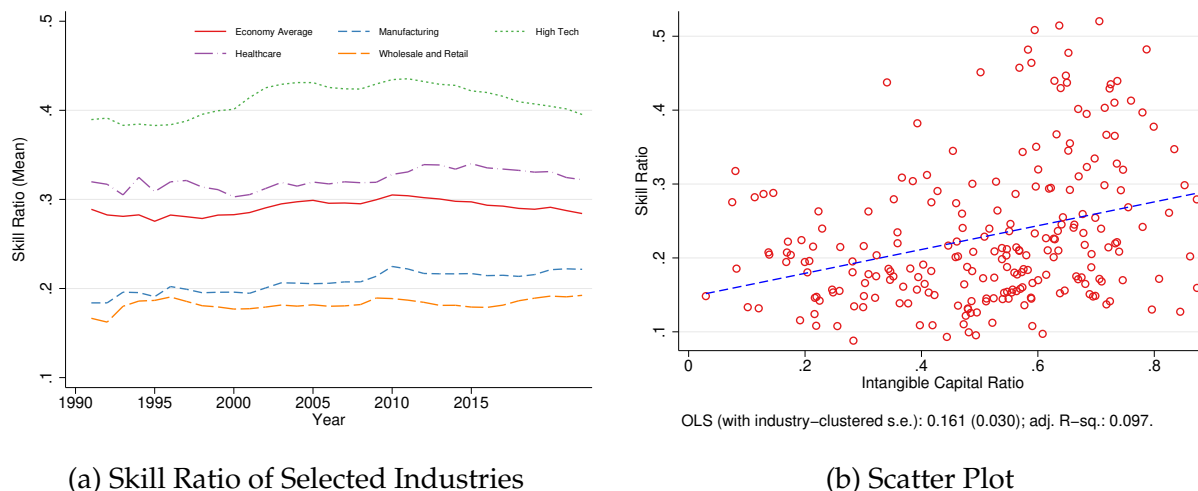 .5
.4
.3
.2
.1
Skill Ratio (Mean)
Economy Average
Manufacturing
High Tech
Healthcare
Wholesale and Retail
1990 1995 2000 2005 2010 2015
Year
(a) Skill Ratio of Selected Industries
.5
.4
.3
.2
.1
Skill Ratio
0 .2 .4 .6 .8
Intangible Capital Ratio
OLS (with industry−clustered s.e.): 0.161 (0.030); adj. R−sq.: 0.097.
(b) Scatter Plot